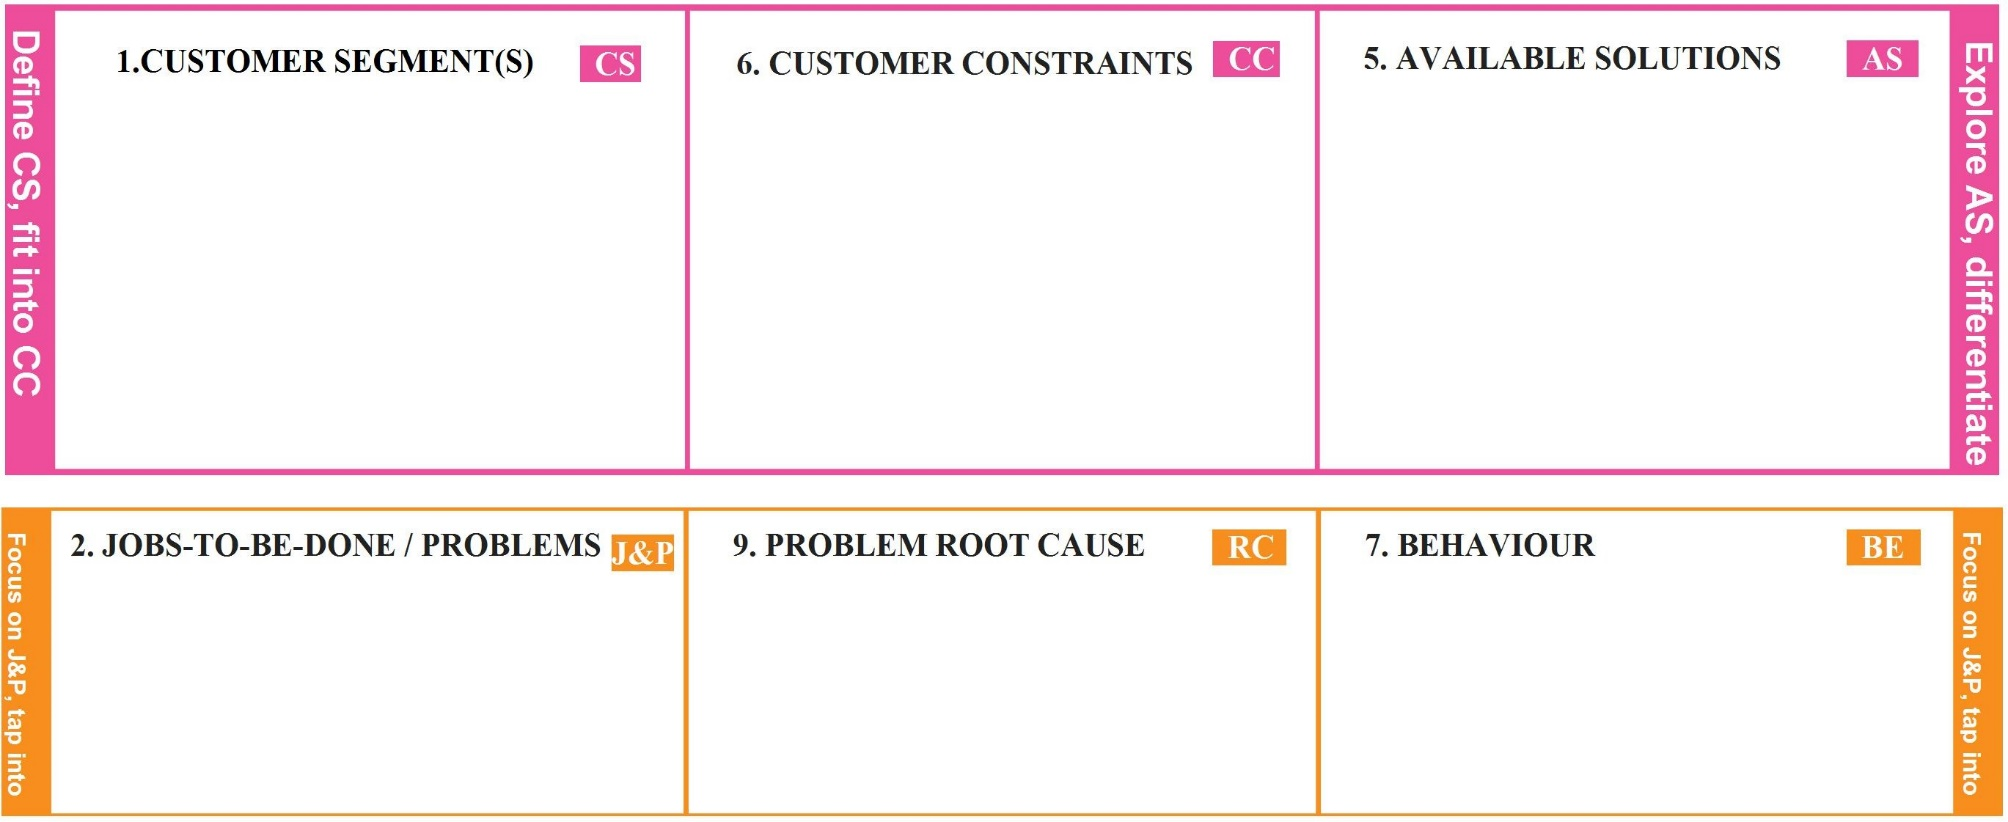 Define CS, fit into CC
1.CUSTOMER SEGMENT(S)
CS
6. CUSTOMER CONSTRAINTS
CC
5. AVAILABLE SOLUTIONS
AS
Explore AS, differentiate
Focus on J&P, tap into
2. JOBS-TO-BE-DONE / PROBLEMS
J&P
9. PROBLEM ROOT CAUSE
RC
7. BEHAVIOUR
BE
Focus on J&P, tap into